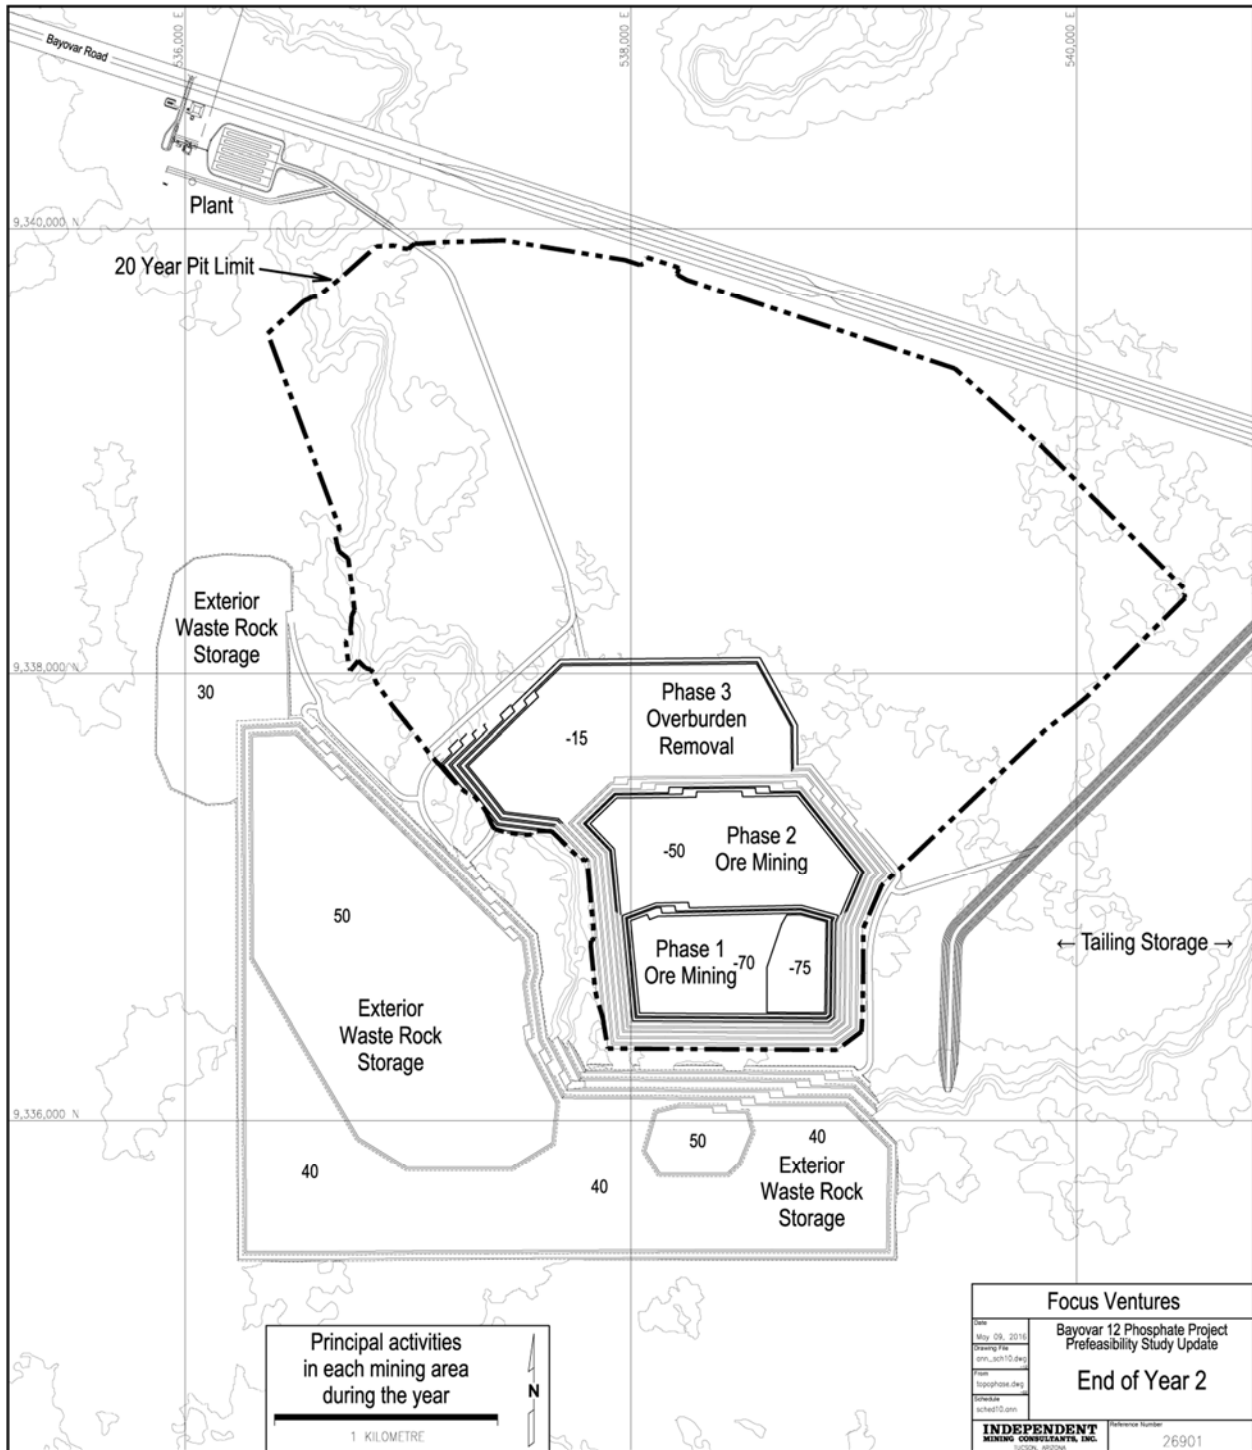 Bayovar Road
536,000 E
538,000 E
540,000 E
Plant
9,340,000 N
20 Year Pit Limit
Exterior
Waste Rock
Storage
30
9,338,000 N
Phase 3
Overburden
Removal
-15
Phase 2
Ore Mining
-50
50
Phase 1
Ore Mining
-70
-75
← Tailing Storage →
Exterior
Waste Rock
Storage
9,336,000 N
50
40
40
40
Exterior
Waste Rock
Storage
Principal activities
in each mining area
during the year
N
1 KILOMETRE
Focus Ventures
Date
May 09, 2016
Bayovar 12 Phosphate Project
Prefeasibility Study Update
Drawing File
ann_sch10.dwg
From
topophase.dwg
End of Year 2
Schedule
sched10.ann
INDEPENDENT
MINING CONSULTANTS, INC.
TUCSON, ARIZONA
Reference Number
26901